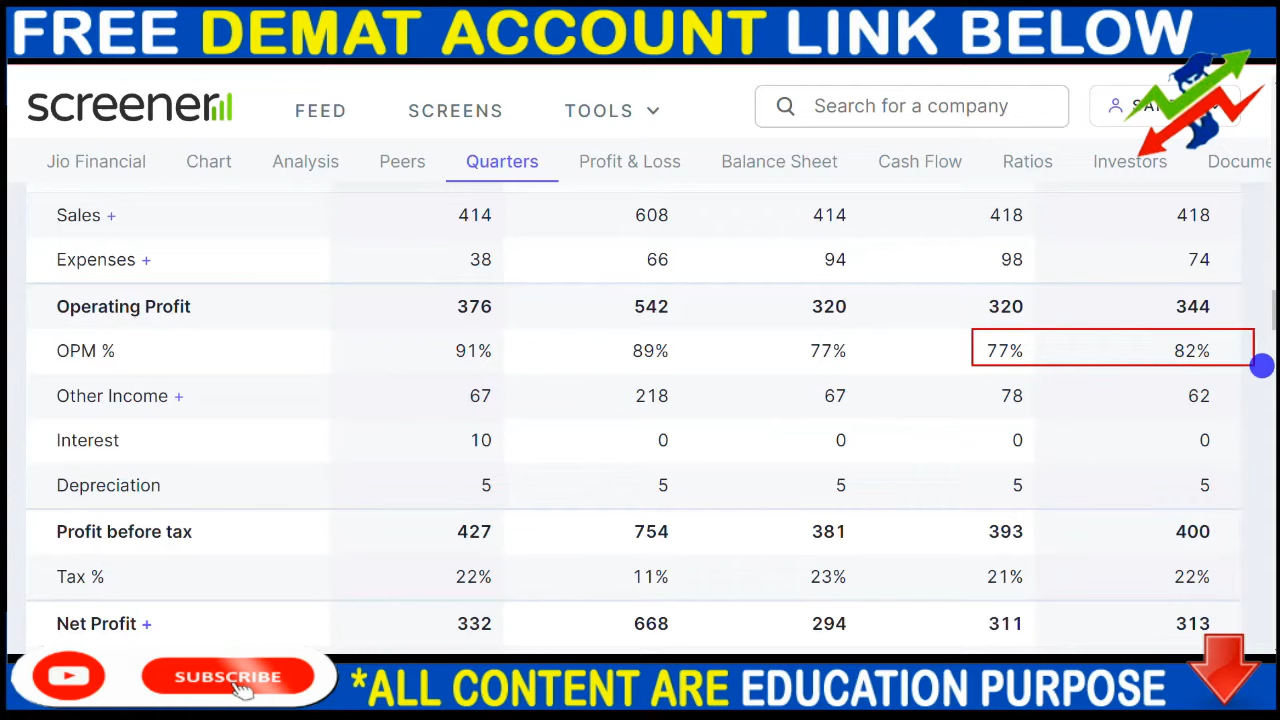 FREE DEMAT ACCOUNT LINK BELOW
screener FEED SCREENS TOOLS Search for a company
Jio Financial Chart Analysis Peers Quarters Profit & Loss Balance Sheet Cash Flow Ratios Investors Docume
Sales + 414 608 414 418 418
Expenses + 38 66 94 98 74
Operating Profit 376 542 320 320 344
OPM % 91% 89% 77% 77% 82%
Other Income + 67 218 67 78 62
Interest 10 0 0 0 0
Depreciation 5 5 5 5 5
Profit before tax 427 754 381 393 400
Tax % 22% 11% 23% 21% 22%
Net Profit + 332 668 294 311 313
SUBSCRIBE
*ALL CONTENT ARE EDUCATION PURPOSE